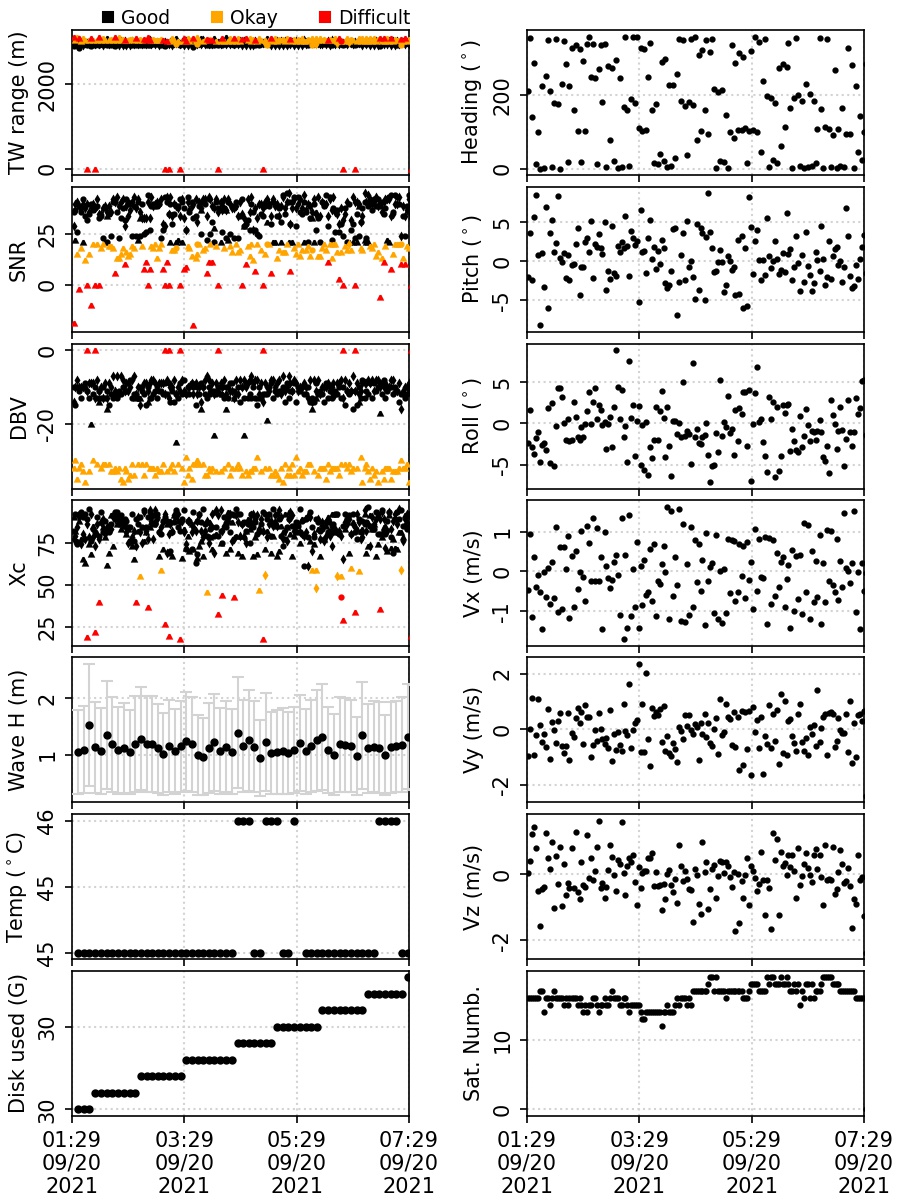 Good Okay Difficult
TW range (m)
2000
0
Heading (°)
200
0
SNR
25
0
Pitch (°)
5
0
-5
DBV
0
-20
Roll (°)
5
0
-5
Xc
75
50
25
Vx (m/s)
1
0
-1
Wave H (m)
2
1
Vy (m/s)
2
0
-2
Temp (°C)
46
45
45
Vz (m/s)
0
-2
Disk used (G)
30
30
Sat. Numb.
10
0
01:29 03:29 05:29 07:29 01:29 03:29 05:29 07:29
09/20 09/20 09/20 09/20 09/20 09/20 09/20 09/20
2021 2021 2021 2021 2021 2021 2021 2021